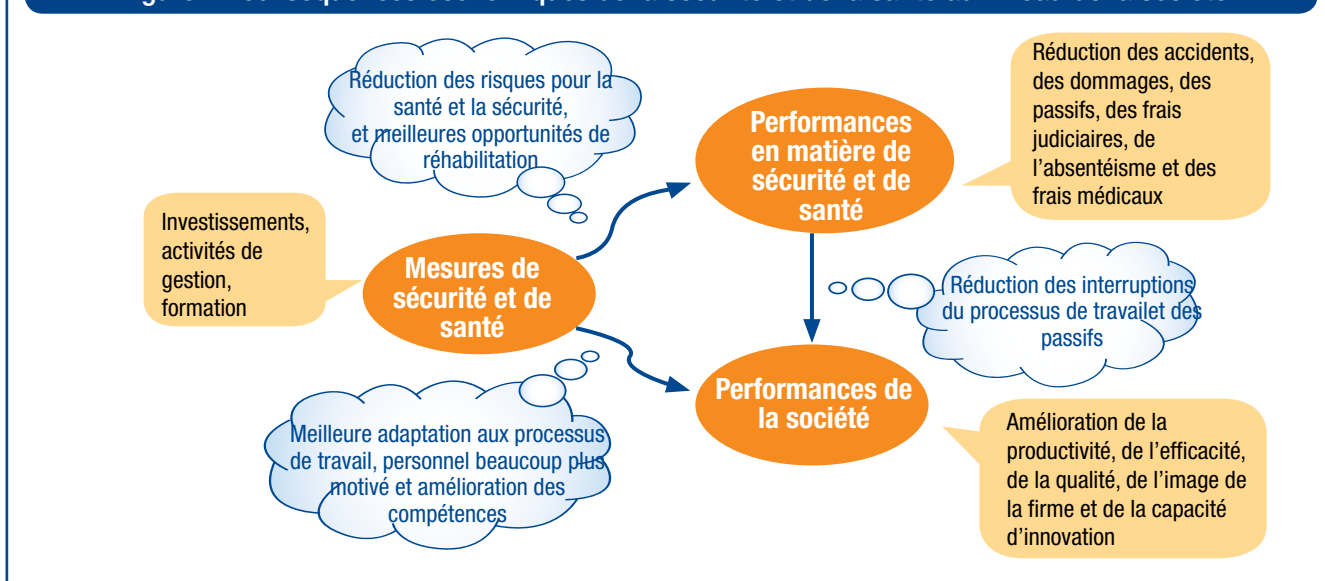 Réduction des risques pour la
santé et la sécurité,
et meilleures opportunités de
réhabilitation
Performances
en matière de
sécurité et de
santé
Réduction des accidents,
des dommages, des
passifs, des frais
judiciaires, de
l’absentéisme et des
frais médicaux
Investissements,
activités de
gestion,
formation
Mesures de
sécurité et de
santé
Réduction des interruptions
du processus de travailet des
passifs
Performances de
la société
Meilleure adaptation aux processus
de travail, personnel beaucoup plus
motivé et amélioration des
compétences
Amélioration de la
productivité, de l’efficacité,
de la qualité, de l’image de
la firme et de la capacité
d’innovation